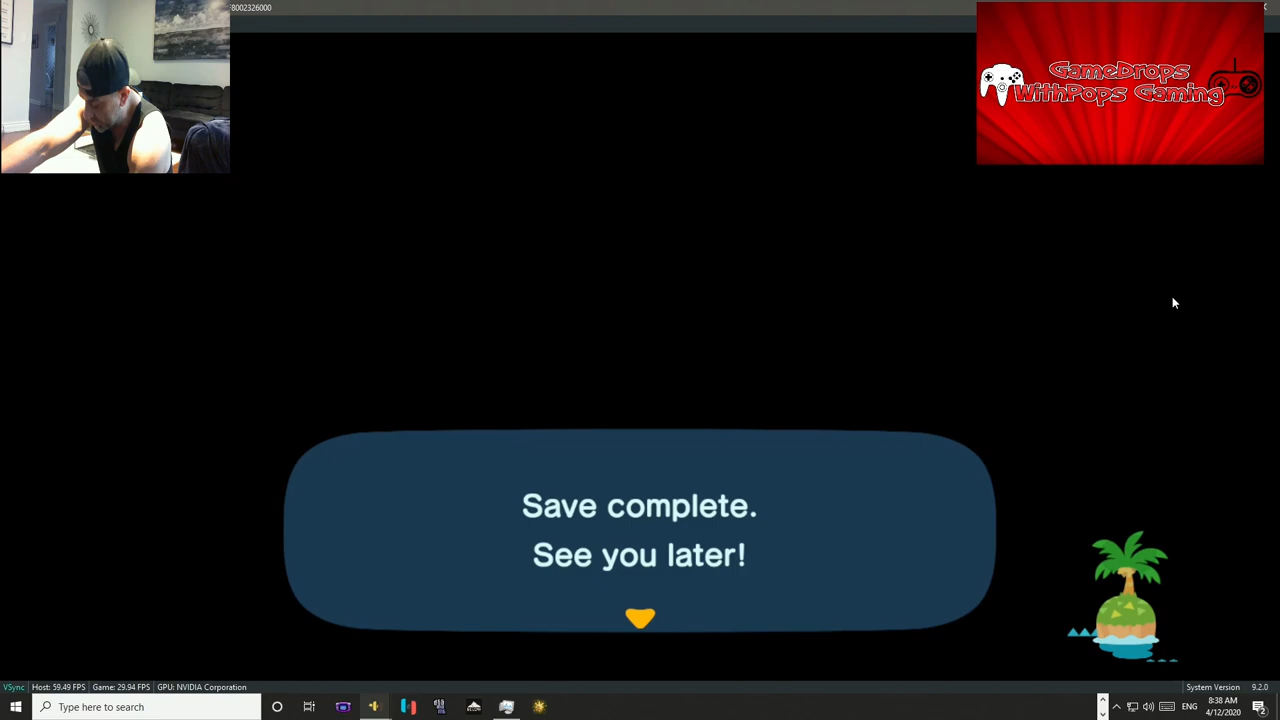 8002326000
GameDrops
WithPops Gaming
Save complete.
See you later!
VSync Host: 59.49 FPS Game: 29.94 FPS GPU: NVIDIA Corporation
System Version 9.2.0
Type here to search
ENG
8:38 AM
4/12/2020
2